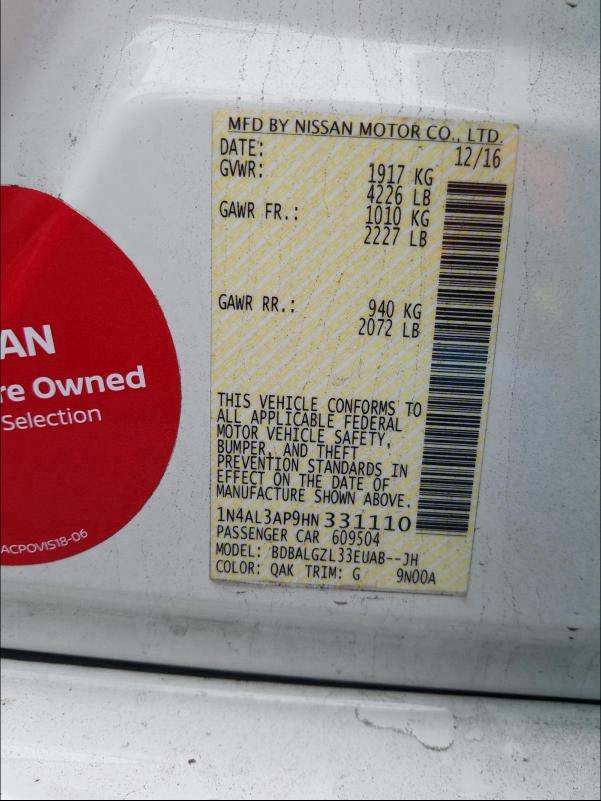 MFD BY NISSAN MOTOR CO., LTD.
DATE: 12/16
GVWR: 1917 KG
4226 LB
GAWR FR.: 1010 KG
2227 LB
GAWR RR.: 940 KG
2072 LB
THIS VEHICLE CONFORMS TO
ALL APPLICABLE FEDERAL
MOTOR VEHICLE SAFETY,
BUMPER, AND THEFT
PREVENTION STANDARDS IN
EFFECT ON THE DATE OF
MANUFACTURE SHOWN ABOVE.
1N4AL3AP9HN 331110
PASSENGER CAR 609504
MODEL: BDBALGZL33EUAB--JH
COLOR: QAK TRIM: G 9N00A
AN
re Owned
Selection
ACPOVIS18-06